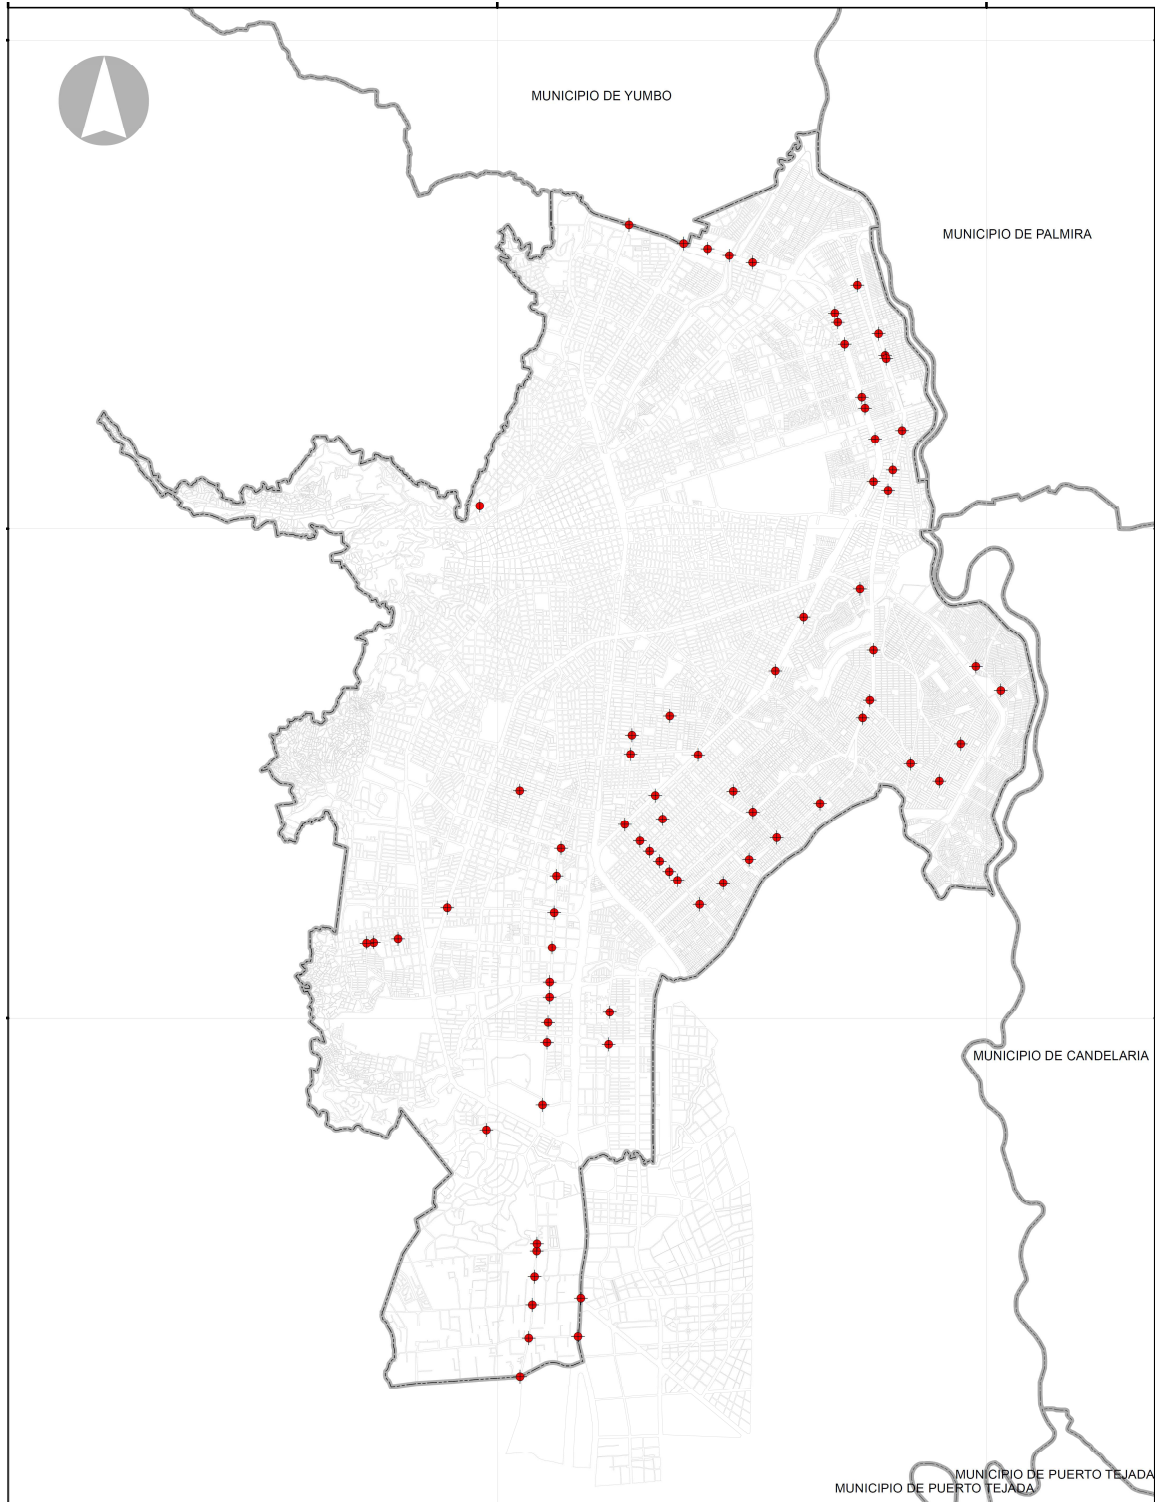 MUNICIPIO DE YUMBO
MUNICIPIO DE PALMIRA
MUNICIPIO DE CANDELARIA
MUNICIPIO DE PUERTO TEJADA
MUNICIPIO DE PUERTO TEJADA